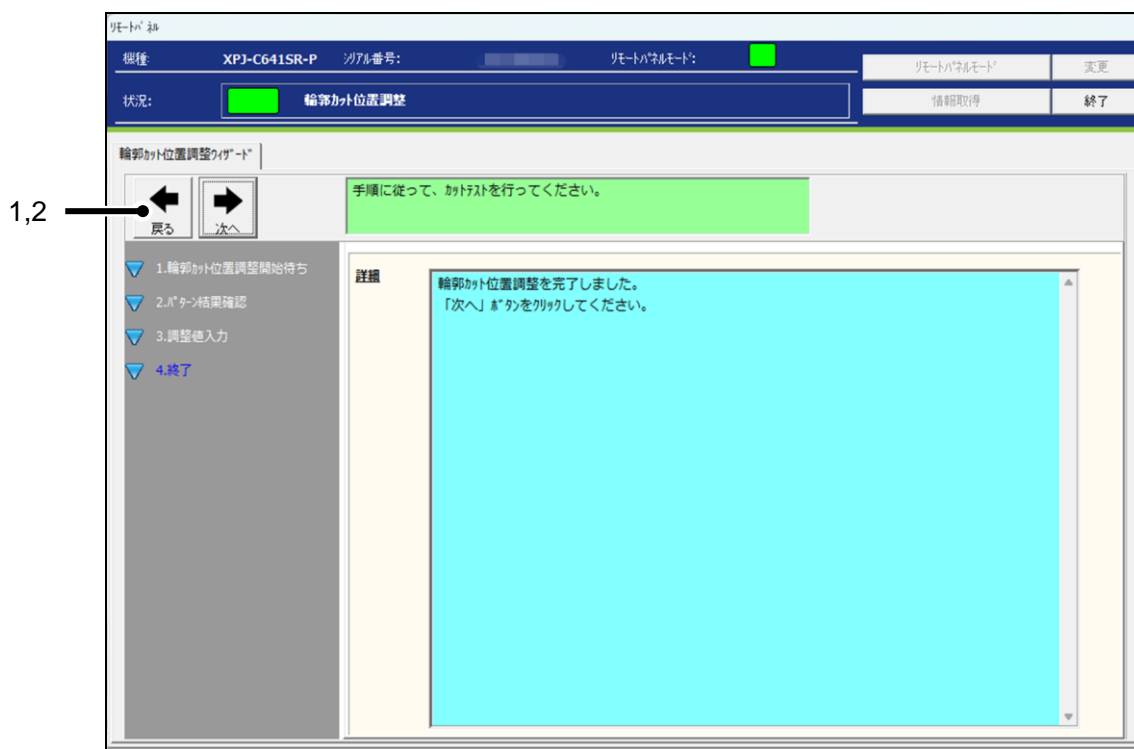 リモートパネル
機種: XPJ-C641SR-P シリアル番号: リモートパネルモード: リモートパネルモード 変更
状況: 輪郭カット位置調整 情報取得 終了
輪郭カット位置調整ウィザード
1,2
戻る 次へ
手順に従って、カットテストを行ってください。
1.輪郭カット位置調整開始待ち
2.パターン結果確認
3.調整値入力
4.終了
詳細
輪郭カット位置調整を完了しました。
「次へ」ボタンをクリックしてください。